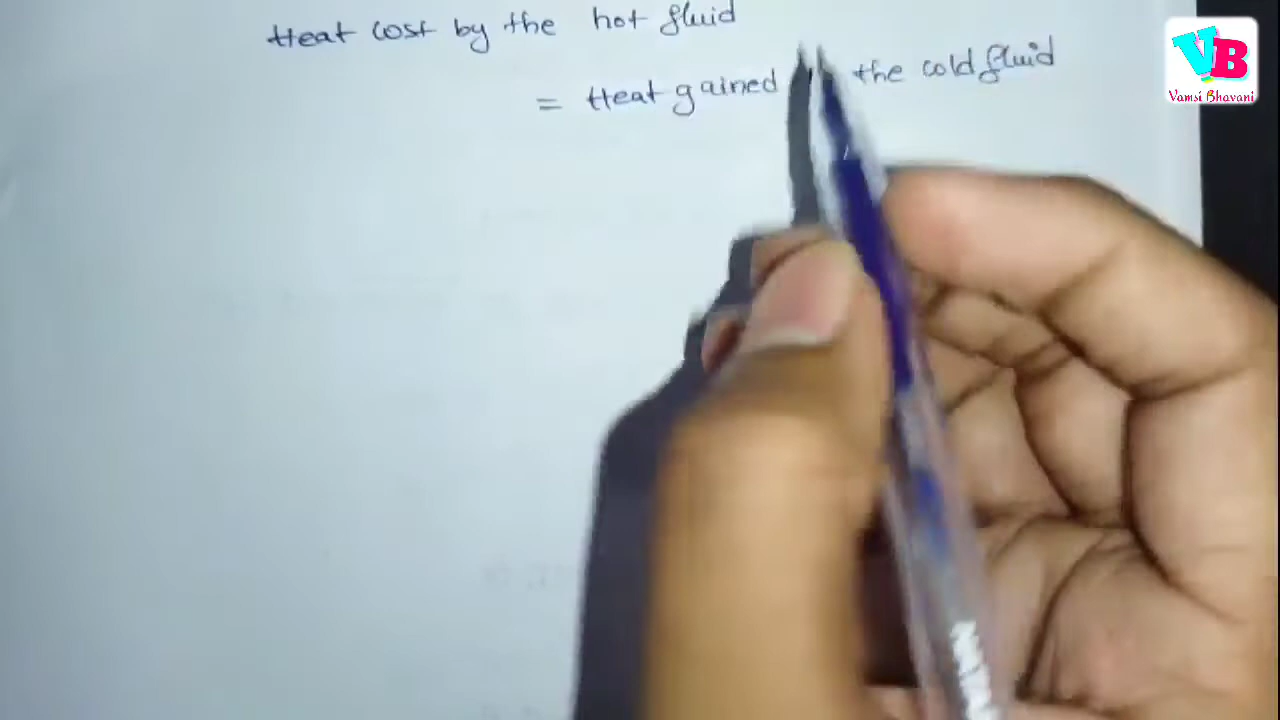 Heat lost by the hot fluid
= Heat gained the cold fluid
VB
Vamsi Bhavani